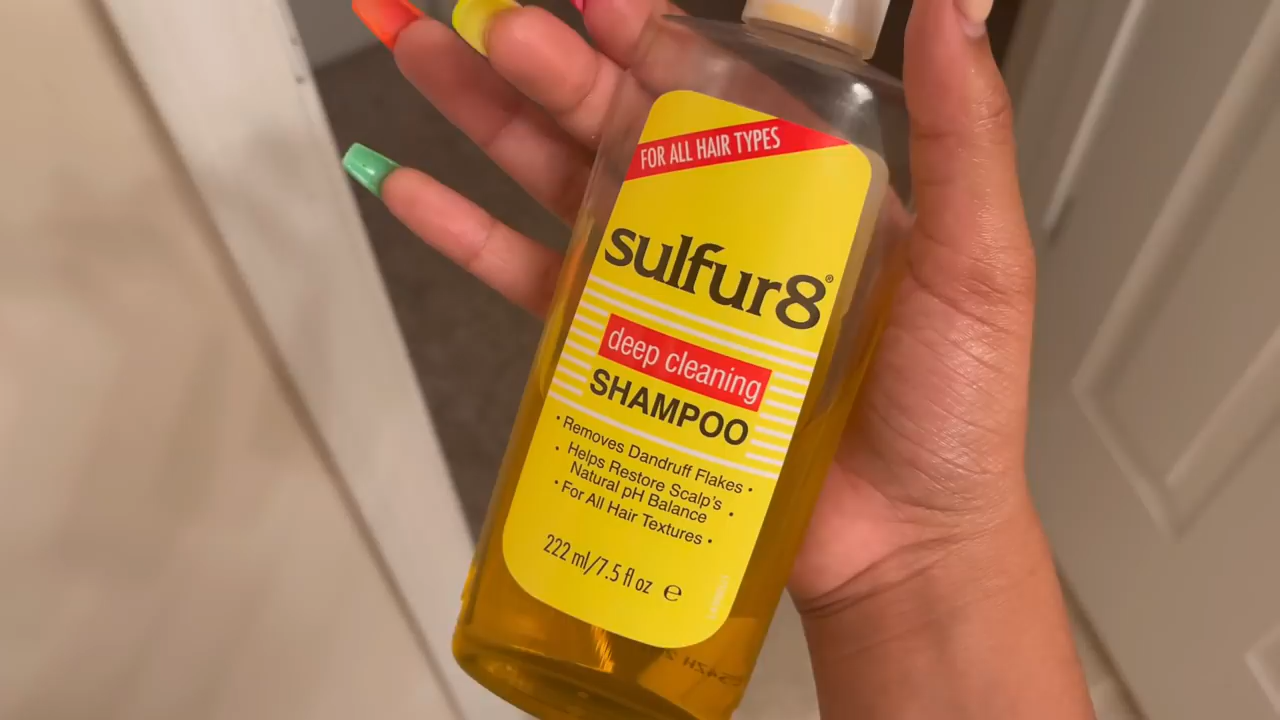 FOR ALL HAIR TYPES
sulfur8®
deep cleaning
SHAMPOO
• Removes Dandruff Flakes •
• Helps Restore Scalp's
Natural pH Balance •
• For All Hair Textures •
222 ml/7.5 fl oz ℮